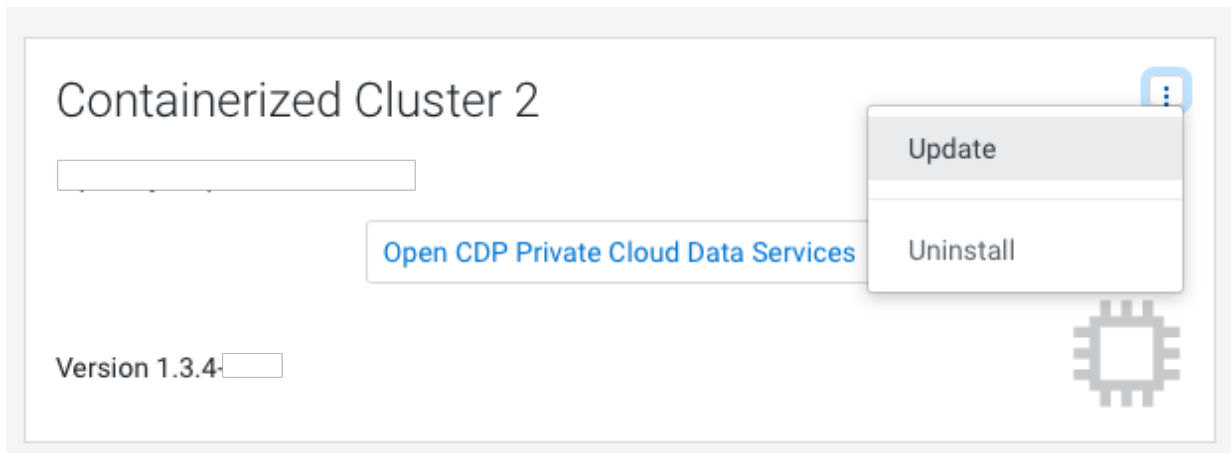 Containerized Cluster 2
Update
Open CDP Private Cloud Data Services
Uninstall
Version 1.3.4-